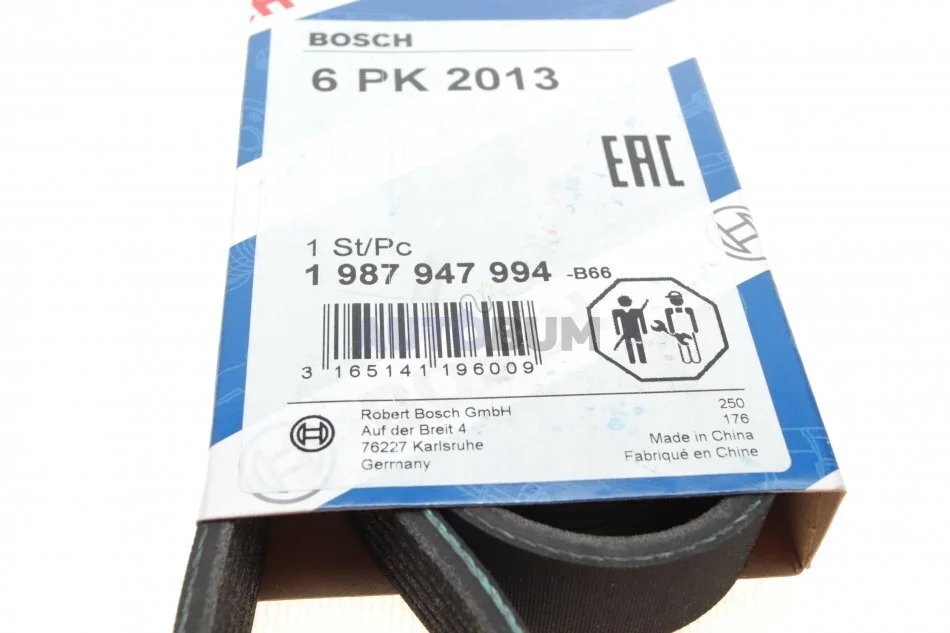 BOSCH
6 PK 2013
EAC
1 St/Pc
1 987 947 994 -B66
AUTOBUM
3 165141 196009
Robert Bosch GmbH
Auf der Breit 4
76227 Karlsruhe
Germany
250
176
Made in China
Fabriqué en Chine